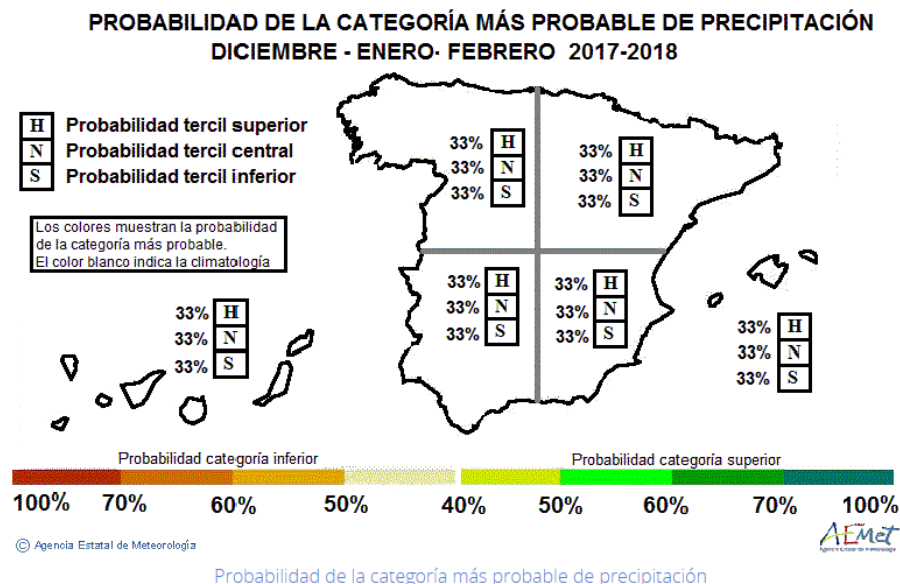 PROBABILIDAD DE LA CATEGORÍA MÁS PROBABLE DE PRECIPITACIÓN
DICIEMBRE - ENERO· FEBRERO 2017-2018
H Probabilidad tercil superior
N Probabilidad tercil central
S Probabilidad tercil inferior
Los colores muestran la probabilidad
de la categoría más probable.
El color blanco indica la climatología
33% H
33% N
33% S
33% H
33% N
33% S
33% H
33% N
33% S
33% H
33% N
33% S
33% H
33% N
33% S
33% H
33% N
33% S
Probabilidad categoría inferior
Probabilidad categoría superior
100% 70% 60% 50% 40% 50% 60% 70% 100%
© Agencia Estatal de Meteorología
AEMet
Agencia Estatal de Meteorología
Probabilidad de la categoría más probable de precipitación